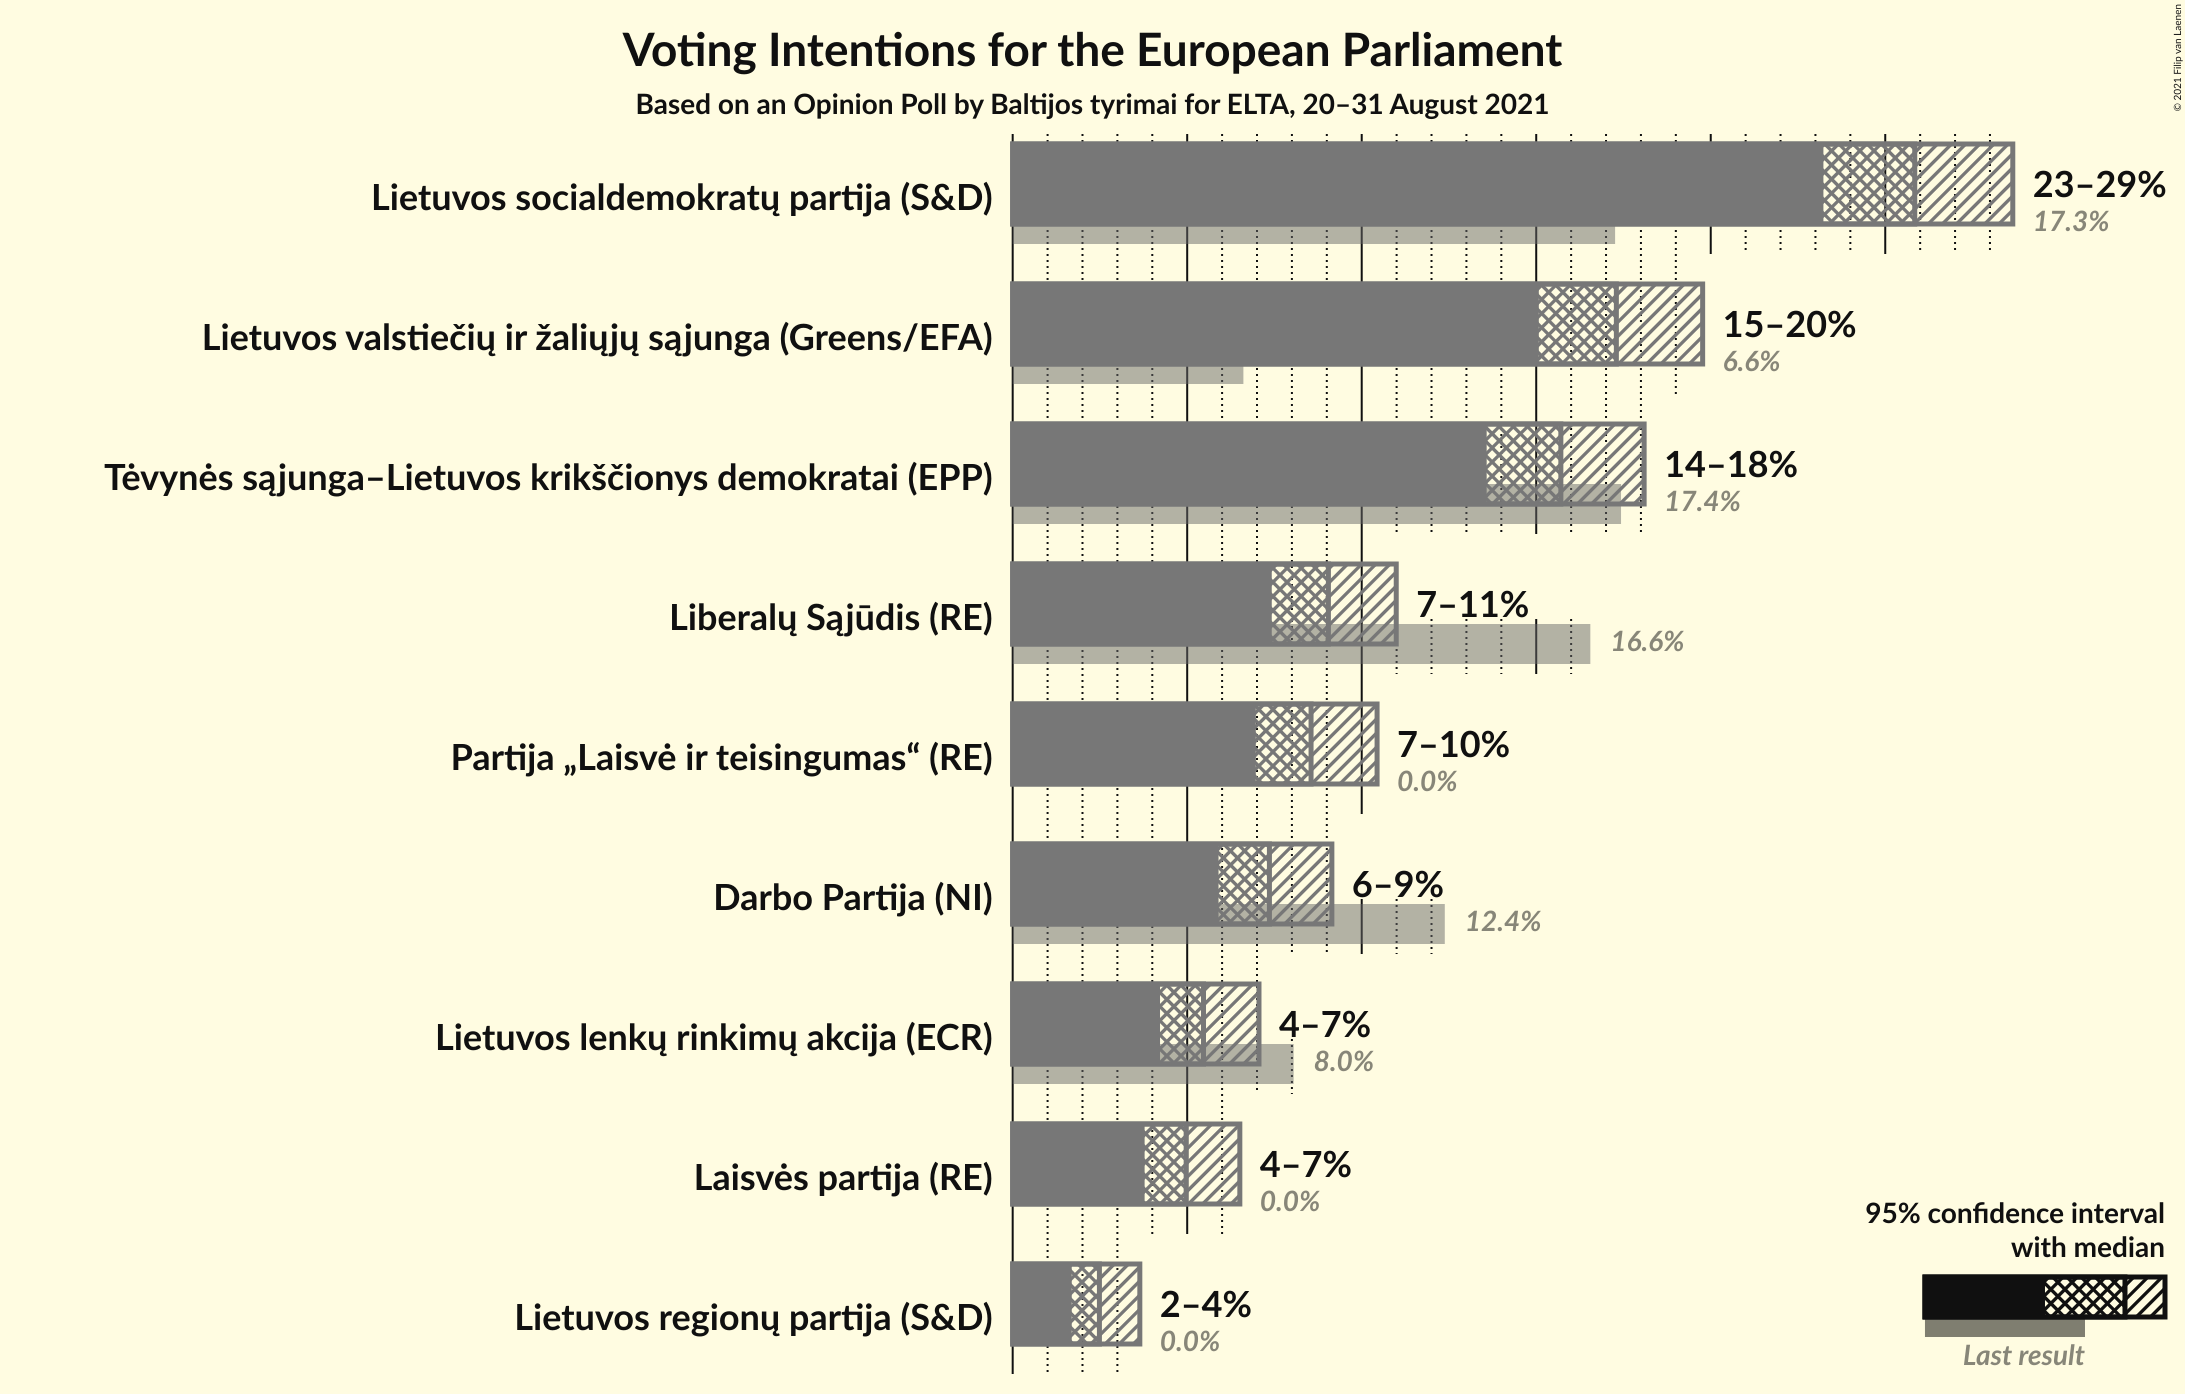 Voting Intentions for the European Parliament
Based on an Opinion Poll by Baltijos tyrimai for ELTA, 20–31 August 2021
© 2021 Filip van Laenen
Lietuvos socialdemokratų partija (S&D)
23–29%
17.3%
Lietuvos valstiečių ir žaliųjų sąjunga (Greens/EFA)
15–20%
6.6%
Tėvynės sąjunga–Lietuvos krikščionys demokratai (EPP)
14–18%
17.4%
Liberalų Sąjūdis (RE)
7–11%
16.6%
Partija „Laisvė ir teisingumas“ (RE)
7–10%
0.0%
Darbo Partija (NI)
6–9%
12.4%
Lietuvos lenkų rinkimų akcija (ECR)
4–7%
8.0%
Laisvės partija (RE)
4–7%
0.0%
Lietuvos regionų partija (S&D)
2–4%
0.0%
95% confidence interval
with median
Last result